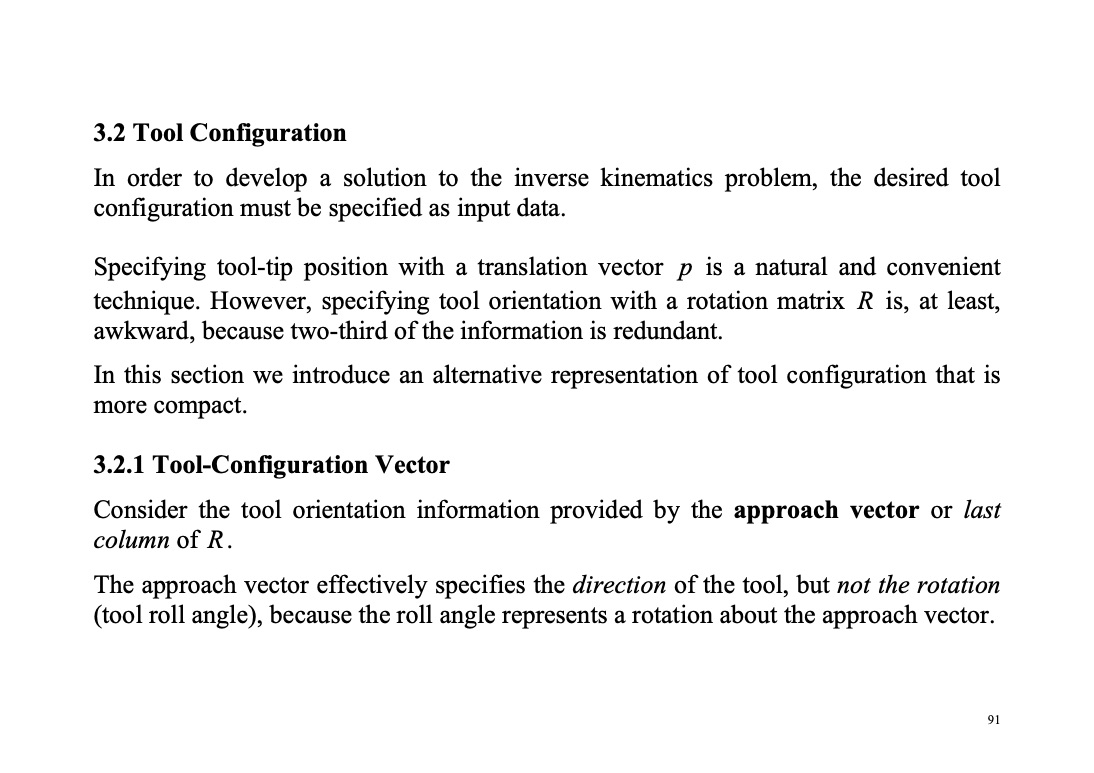 3.2 Tool Configuration
In order to develop a solution to the inverse kinematics problem, the desired tool
configuration must be specified as input data.
Specifying tool-tip position with a translation vector p is a natural and convenient
technique. However, specifying tool orientation with a rotation matrix R is, at least,
awkward, because two-third of the information is redundant.
In this section we introduce an alternative representation of tool configuration that is
more compact.
3.2.1 Tool-Configuration Vector
Consider the tool orientation information provided by the approach vector or last
column of R.
The approach vector effectively specifies the direction of the tool, but not the rotation
(tool roll angle), because the roll angle represents a rotation about the approach vector.
91